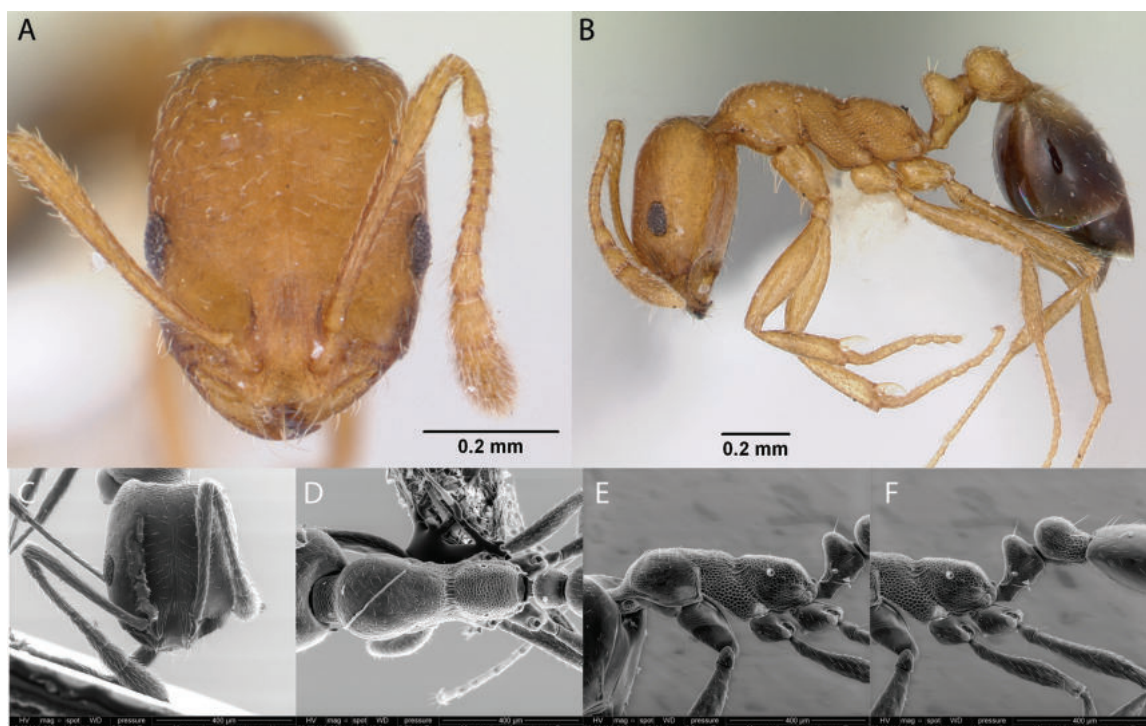 A
B
0.2 mm
0.2 mm
C
D
E
F
HV mag ¤ spot WD pressure 400 µm
HV mag ¤ spot WD pressure 400 µm
HV mag ¤ spot WD pressure 400 µm
HV mag ¤ spot WD pressure 400 µm